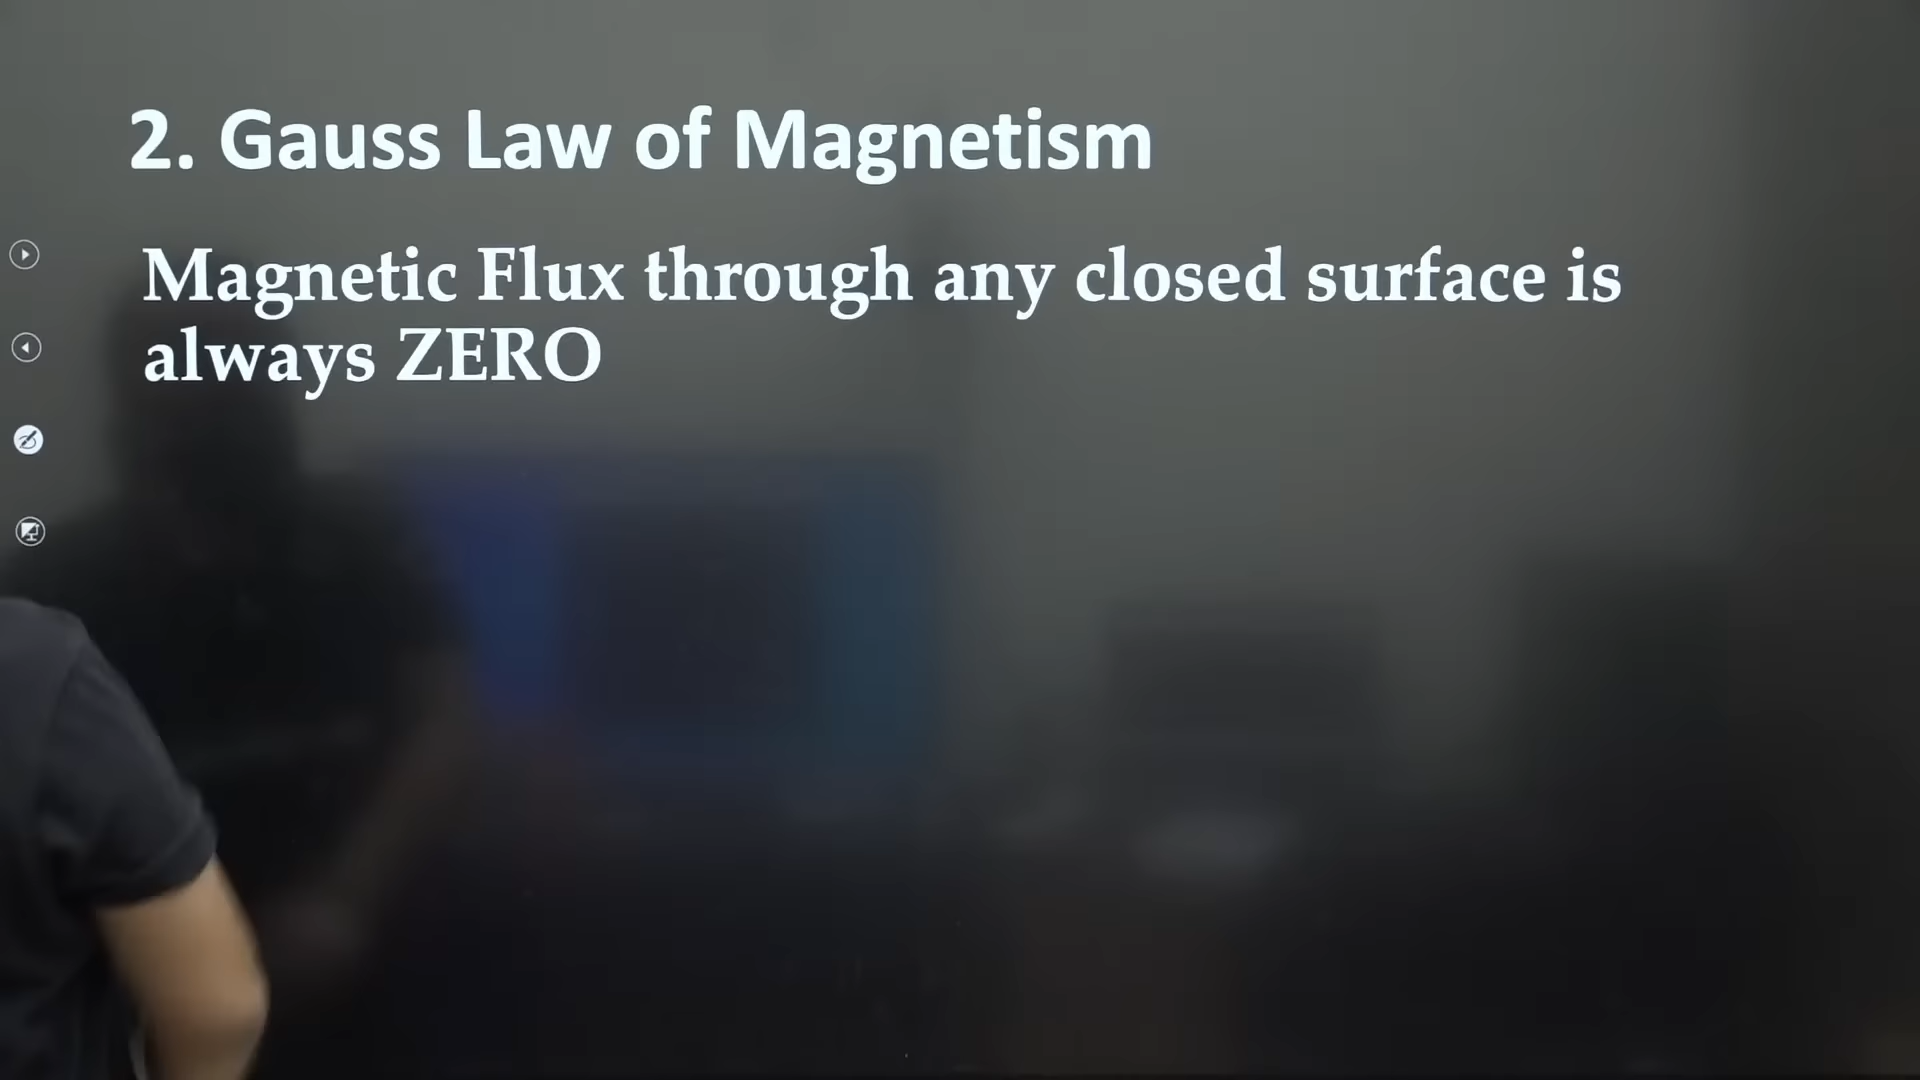 2. Gauss Law of Magnetism
Magnetic Flux through any closed surface is
always ZERO